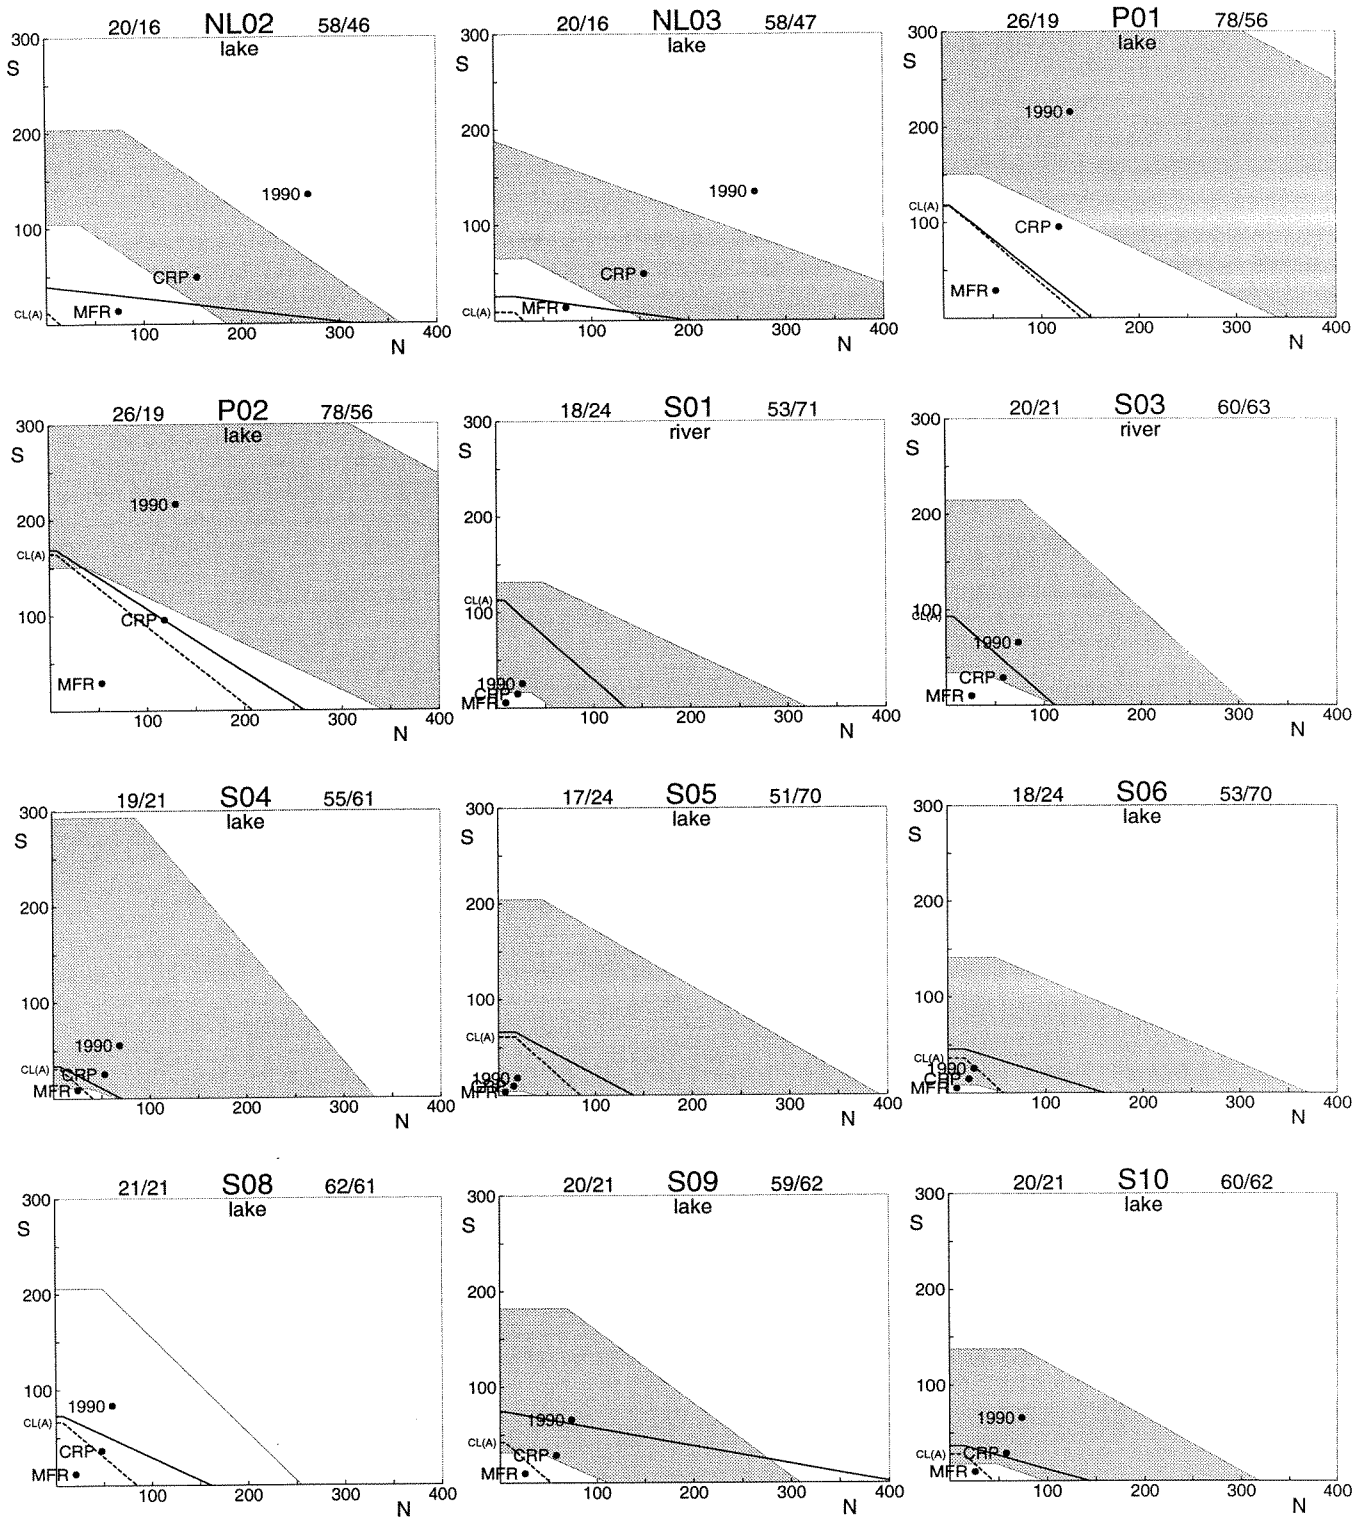 20/16 NL02 58/46
lake
300
S
200
1990
100
CRP
MFR
CL(A)
100 200 300 400
N
20/16 NL03 58/47
lake
300
S
200
1990
100
CRP
MFR
CL(A)
100 200 300 400
N
26/19 P01 78/56
lake
300
S
1990
200
CL(A)
100
CRP
MFR
100 200 300 400
N
26/19 P02 78/56
lake
300
S
200
1990
CL(A)
100
CRP
MFR
100 200 300 400
N
18/24 S01 53/71
river
300
S
200
CL(A)
100
1990
CRP
MFR
100 200 300 400
N
20/21 S03 60/63
river
300
S
200
100
CL(A)
1990
CRP
MFR
100 200 300 400
N
19/21 S04 55/61
lake
300
S
200
100
1990
CL(A)
CRP
MFR
100 200 300 400
N
17/24 S05 51/70
lake
300
S
200
100
CL(A)
1990
CRP
MFR
100 200 300 400
N
18/24 S06 53/70
lake
300
S
200
100
CL(A)
1990
CRP
MFR
100 200 300 400
N
21/21 S08 62/61
lake
300
S
200
100
1990
CL(A)
CRP
MFR
100 200 300 400
N
20/21 S09 59/62
lake
300
S
200
100
1990
CL(A)
CRP
MFR
100 200 300 400
N
20/21 S10 60/62
lake
300
S
200
100
1990
CL(A)
CRP
MFR
100 200 300 400
N